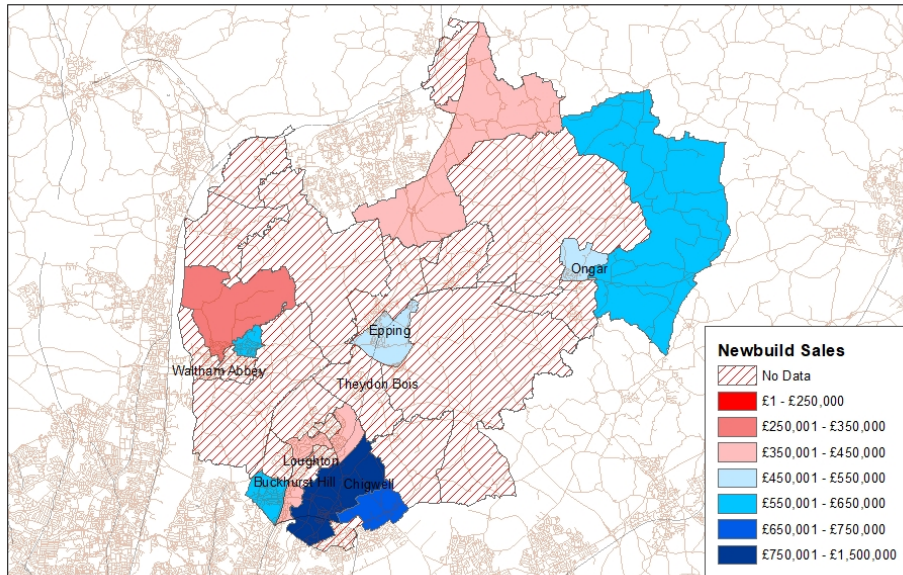 Ongar
Epping
Waltham Abbey
Theydon Bois
Loughton
Buckhurst Hill
Chigwell
Newbuild Sales
No Data
£1 - £250,000
£250,001 - £350,000
£350,001 - £450,000
£450,001 - £550,000
£550,001 - £650,000
£650,001 - £750,000
£750,001 - £1,500,000